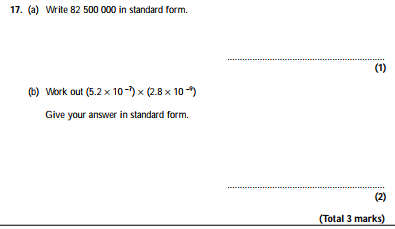 17. (a) Write 82 500 000 in standard form.
(1)
(b) Work out (5.2 × 10⁻⁷) × (2.8 × 10⁻⁹)
Give your answer in standard form.
(2)
(Total 3 marks)